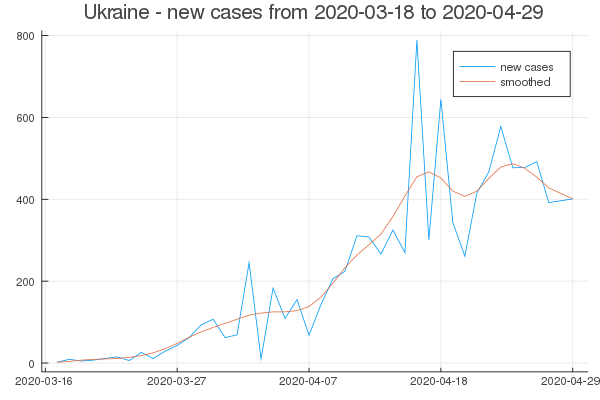 Ukraine - new cases from 2020-03-18 to 2020-04-29
800
new cases
smoothed
600
400
200
0
2020-03-16 2020-03-27 2020-04-07 2020-04-18 2020-04-29